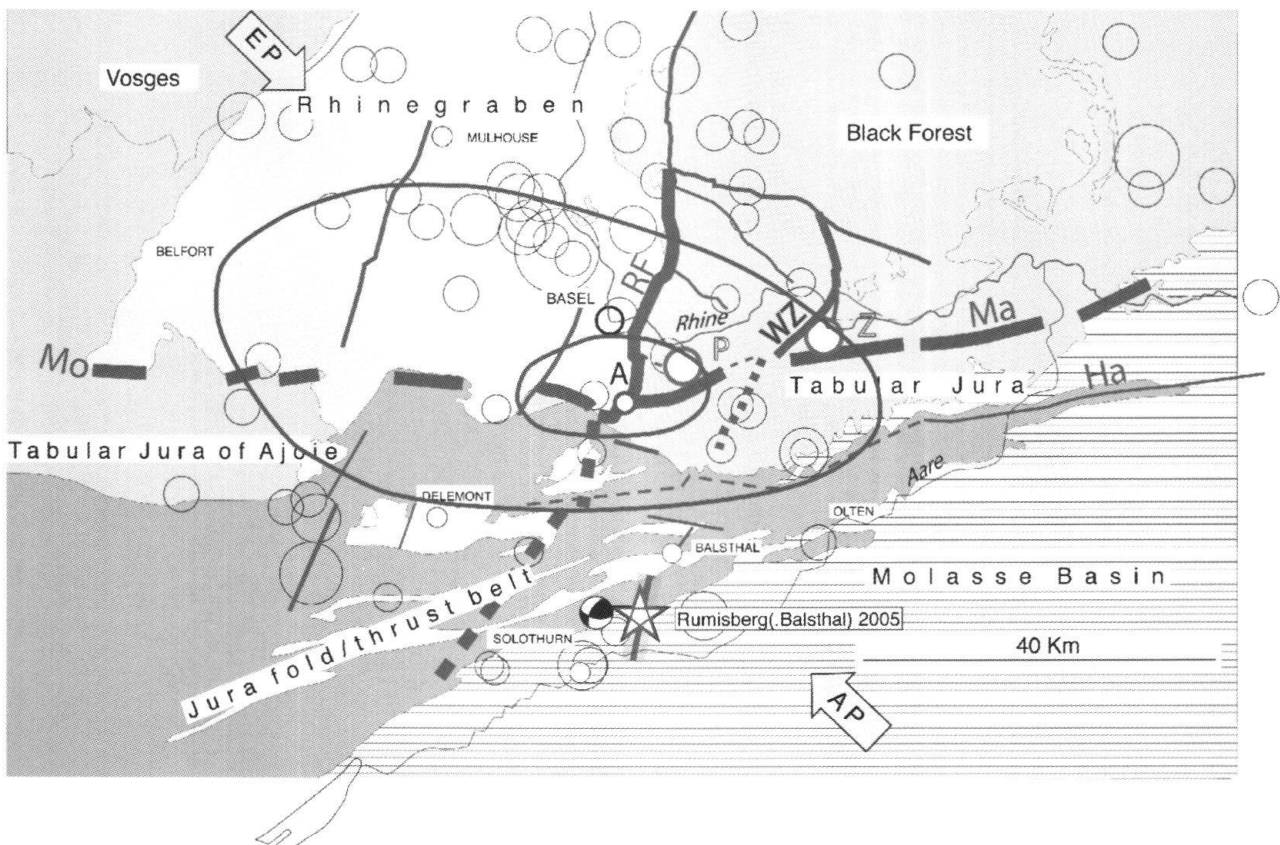 EP
Vosges
Rhinegraben
MULHOUSE
Black Forest
BELFORT
BASEL
RF
Rhine
WZ
Z
Ma
Mo
A
P
Tabular Jura
Ha
Tabular Jura of Ajoie
Aare
DELEMONT
OLTEN
BALSTHAL
Molasse Basin
Jura fold/thrust belt
SOLOTHURN
Rumisberg(.Balsthal) 2005
40 Km
AP